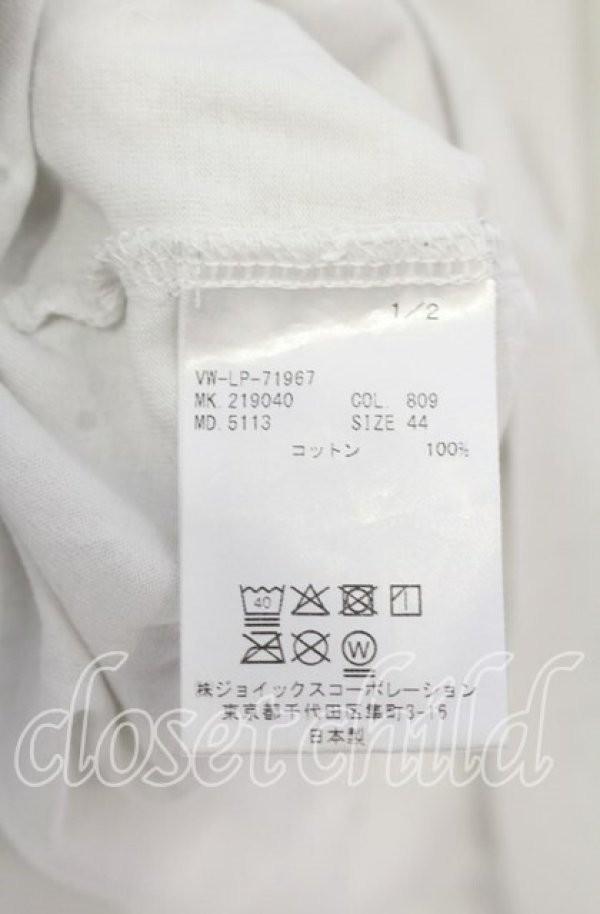 1/2
VW-LP-71967
MK. 219040 COL. 809
MD. 5113 SIZE 44
コットン 100%
40
W
株ジョイックスコーポレーション
東京都千代田区隼町3-16
日本製
closet child